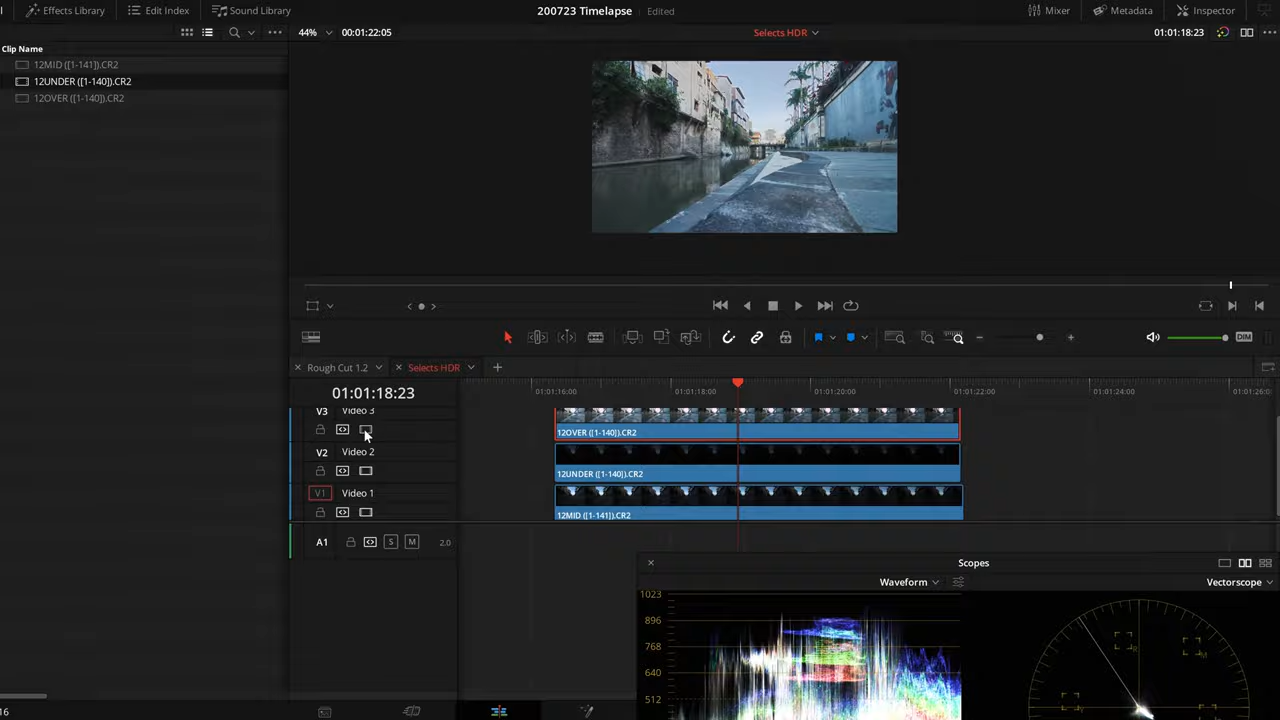 Effects Library Edit Index Sound Library 200723 Timelapse Edited Mixer Metadata Inspector
44% 00:01:22:05 Selects HDR 01:01:18:23
Clip Name
12MID ([1-141]).CR2
12UNDER ([1-140]).CR2
12OVER ([1-140]).CR2
DIM
Rough Cut 1.2 Selects HDR
01:01:18:23 01:01:16:00 01:01:18:00 01:01:20:00 01:01:22:00 01:01:24:00 01:01:26:0
V3 Video 3
12OVER ([1-140]).CR2
V2 Video 2
12UNDER ([1-140]).CR2
V1 Video 1
12MID ([1-141]).CR2
A1 S M 2.0
Scopes
Waveform Vectorscope
1023
896
768
640
512
R
M
16